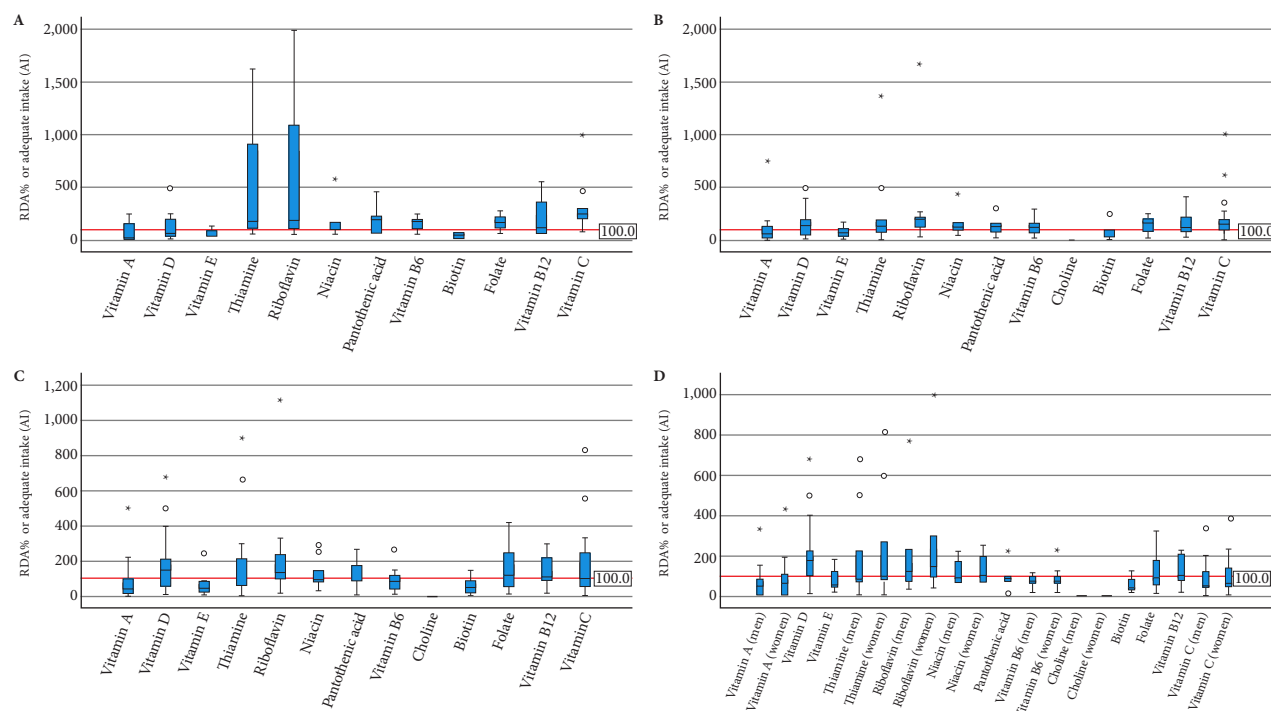 A
RDA% or adequate intake (AI)
2,000
1,500
1,000
500
0
100.0
Vitamin A
Vitamin D
Vitamin E
Thiamine
Riboflavin
Niacin
Pantothenic acid
Vitamin B6
Biotin
Folate
Vitamin B12
Vitamin C
B
RDA% or adequate intake (AI)
2,000
1,500
1,000
500
0
100.0
Vitamin A
Vitamin D
Vitamin E
Thiamine
Riboflavin
Niacin
Pantothenic acid
Vitamin B6
Choline
Biotin
Folate
Vitamin B12
Vitamin C
C
RDA% or adequate intake (AI)
1,200
1,000
800
600
400
200
0
100.0
Vitamin A
Vitamin D
Vitamin E
Thiamine
Riboflavin
Niacin
Pantothenic acid
Vitamin B6
Choline
Biotin
Folate
Vitamin B12
VitaminC
D
RDA% or adequate intake (AI)
1,000
800
600
400
200
0
100.0
Vitamin A (men)
Vitamin A (women)
Vitamin D
Vitamin E
Thiamine (men)
Thiamine (women)
Riboflavin (men)
Riboflavin (women)
Niacin (men)
Niacin (women)
Pantothenic acid
Vitamin B6 (men)
Vitamin B6 (women)
Choline (men)
Choline (women)
Biotin
Folate
Vitamin B12
Vitamin C (men)
Vitamin C (women)